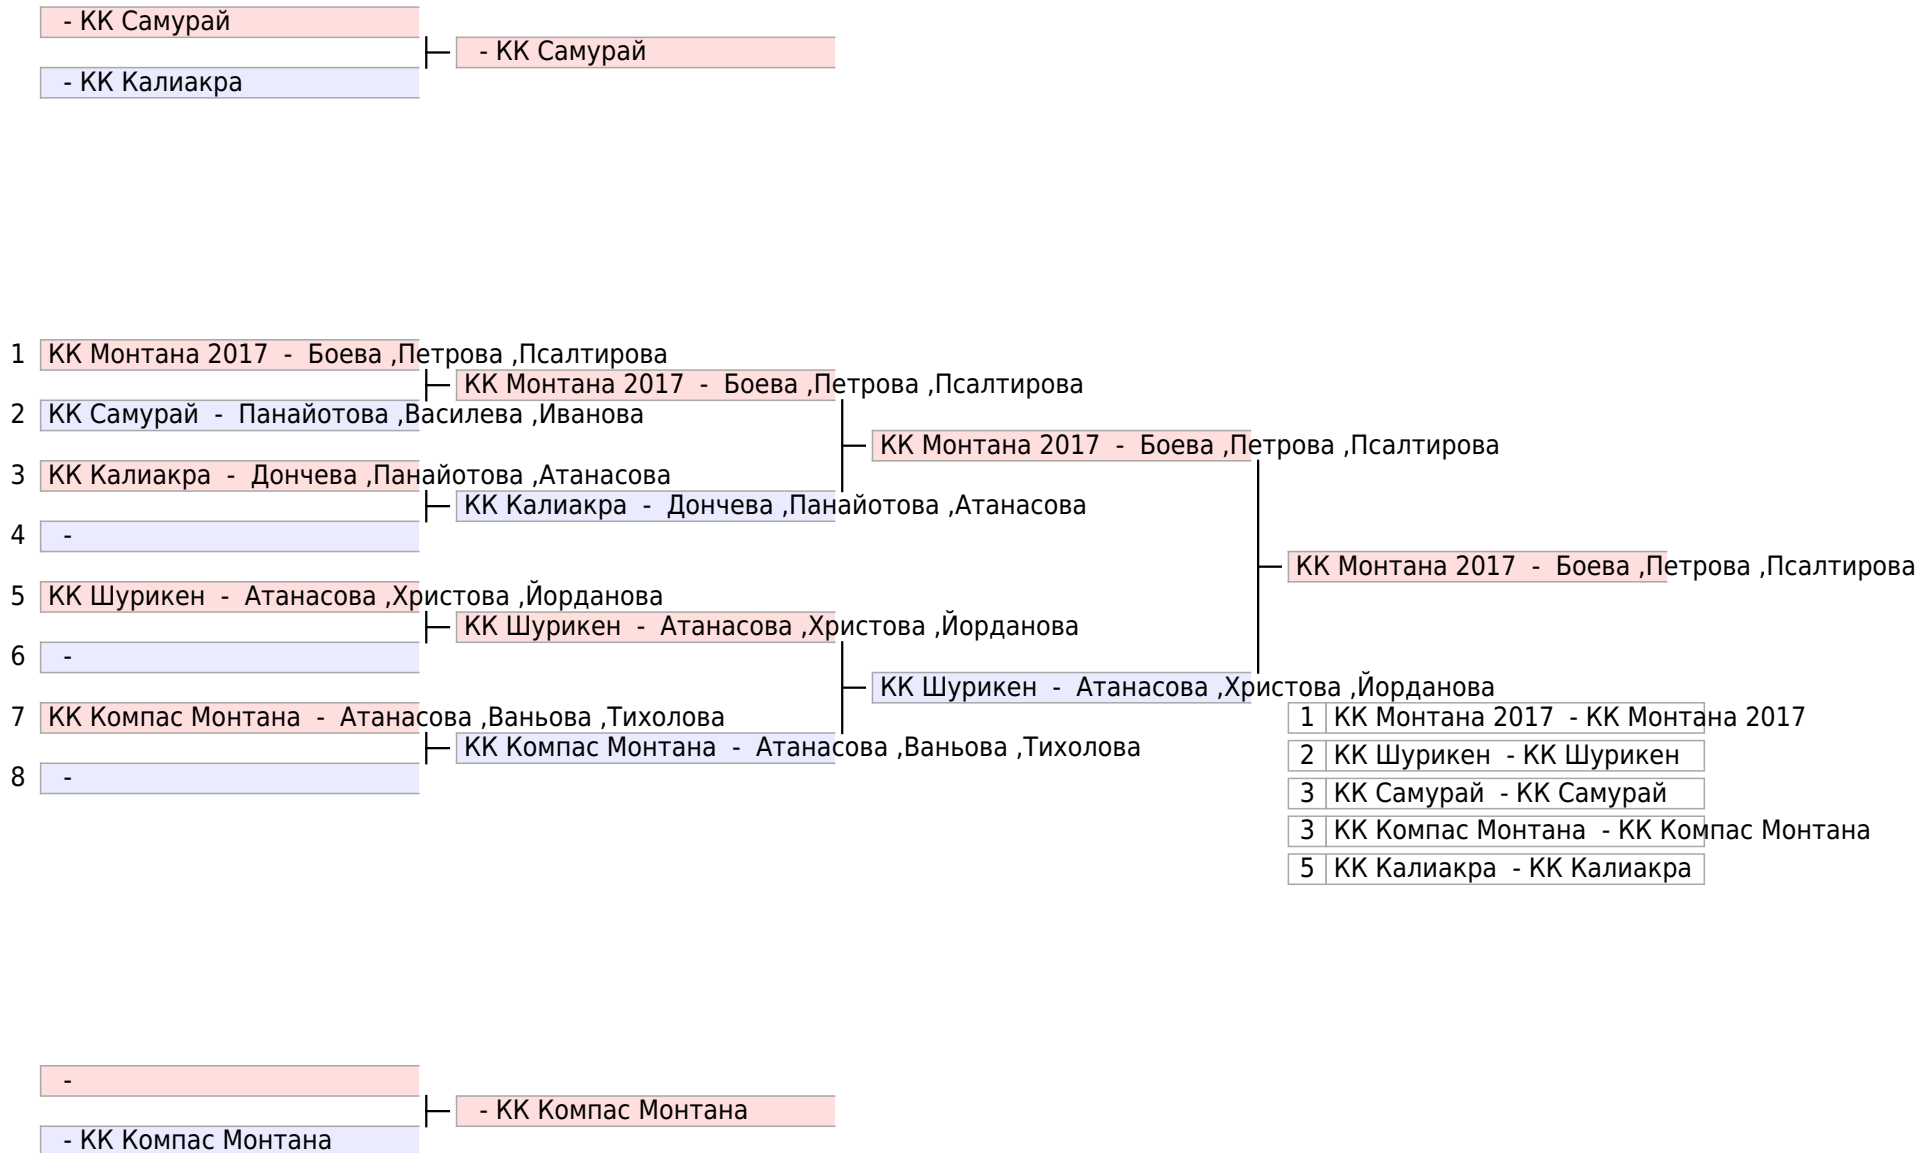 - КК Самурай
- КК Самурай
- КК Калиакра
1 КК Монтана 2017 - Боева ,Петрова ,Псалтирова
КК Монтана 2017 - Боева ,Петрова ,Псалтирова
2 КК Самурай - Панайотова ,Василева ,Иванова
КК Монтана 2017 - Боева ,Петрова ,Псалтирова
3 КК Калиакра - Дончева ,Панайотова ,Атанасова
КК Калиакра - Дончева ,Панайотова ,Атанасова
4 -
КК Монтана 2017 - Боева ,Петрова ,Псалтирова
5 КК Шурикен - Атанасова ,Христова ,Йорданова
КК Шурикен - Атанасова ,Христова ,Йорданова
6 -
КК Шурикен - Атанасова ,Христова ,Йорданова
7 КК Компас Монтана - Атанасова ,Ваньова ,Тихолова
КК Компас Монтана - Атанасова ,Ваньова ,Тихолова
8 -
1 КК Монтана 2017 - КК Монтана 2017
2 КК Шурикен - КК Шурикен
3 КК Самурай - КК Самурай
3 КК Компас Монтана - КК Компас Монтана
5 КК Калиакра - КК Калиакра
-
- КК Компас Монтана
- КК Компас Монтана